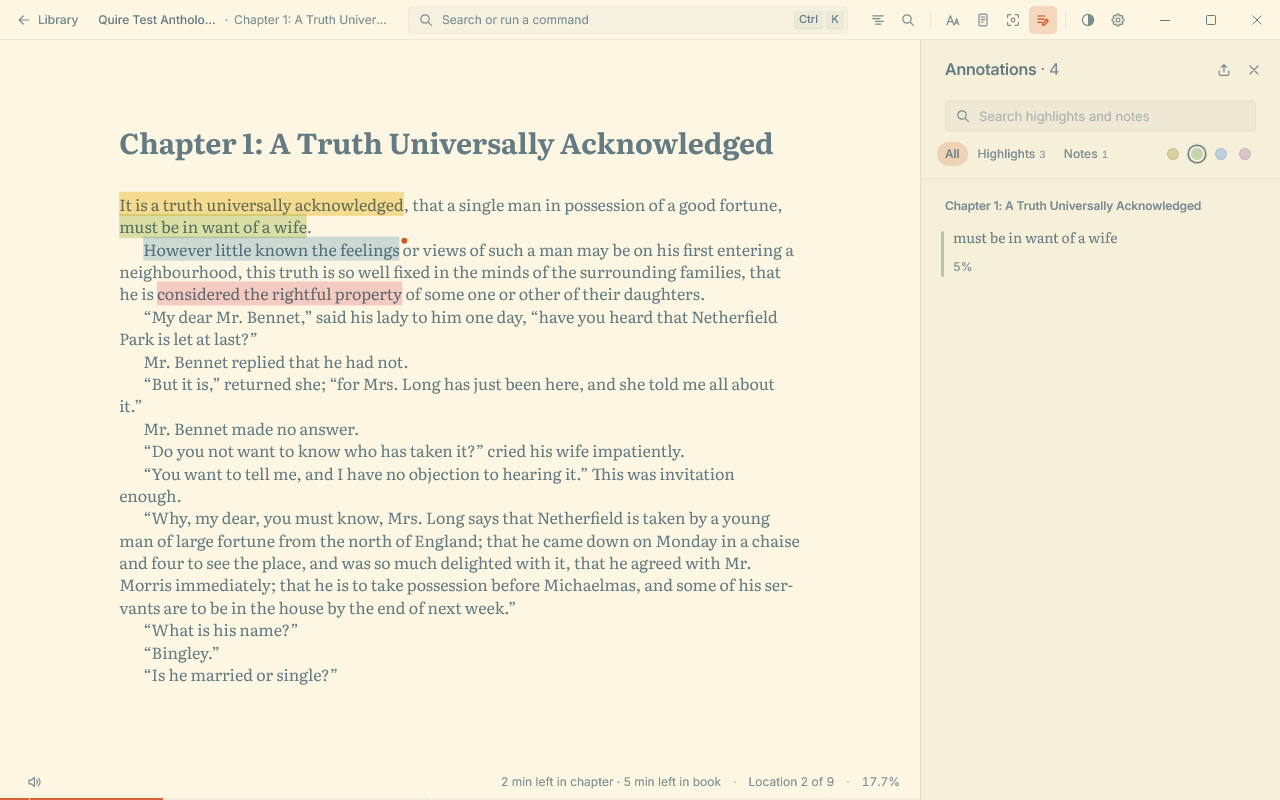 Library
Quire Test Antholo... · Chapter 1: A Truth Univer...
Search or run a command
Ctrl K
Chapter 1: A Truth Universally Acknowledged
It is a truth universally acknowledged, that a single man in possession of a good fortune,
must be in want of a wife.
However little known the feelings or views of such a man may be on his first entering a
neighbourhood, this truth is so well fixed in the minds of the surrounding families, that
he is considered the rightful property of some one or other of their daughters.
“My dear Mr. Bennet,” said his lady to him one day, “have you heard that Netherfield
Park is let at last?”
Mr. Bennet replied that he had not.
“But it is,” returned she; “for Mrs. Long has just been here, and she told me all about
it.”
Mr. Bennet made no answer.
“Do you not want to know who has taken it?” cried his wife impatiently.
“You want to tell me, and I have no objection to hearing it.” This was invitation
enough.
“Why, my dear, you must know, Mrs. Long says that Netherfield is taken by a young
man of large fortune from the north of England; that he came down on Monday in a chaise
and four to see the place, and was so much delighted with it, that he agreed with Mr.
Morris immediately; that he is to take possession before Michaelmas, and some of his ser-
vants are to be in the house by the end of next week.”
“What is his name?”
“Bingley.”
“Is he married or single?”
2 min left in chapter · 5 min left in book · Location 2 of 9 · 17.7%
Annotations · 4
Search highlights and notes
All Highlights 3 Notes 1
Chapter 1: A Truth Universally Acknowledged
must be in want of a wife
5%